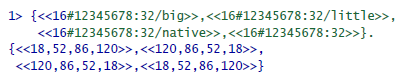 1> {<<16#12345678:32/big>>,<<16#12345678:32/little>>,
<<16#12345678:32/native>>,<<16#12345678:32>>}.
{<<18,52,86,120>>,<<120,86,52,18>>,
<<120,86,52,18>>,<<18,52,86,120>>}